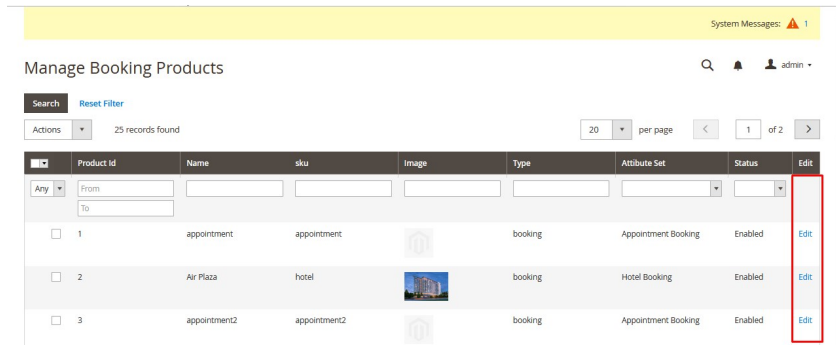 System Messages: 1
Manage Booking Products
admin
Search Reset Filter
Actions 25 records found 20 per page 1 of 2
Product Id Name sku Image Type Attibute Set Status Edit
Any From
To
1 appointment appointment booking Appointment Booking Enabled Edit
2 Air Plaza hotel booking Hotel Booking Enabled Edit
3 appointment2 appointment2 booking Appointment Booking Enabled Edit